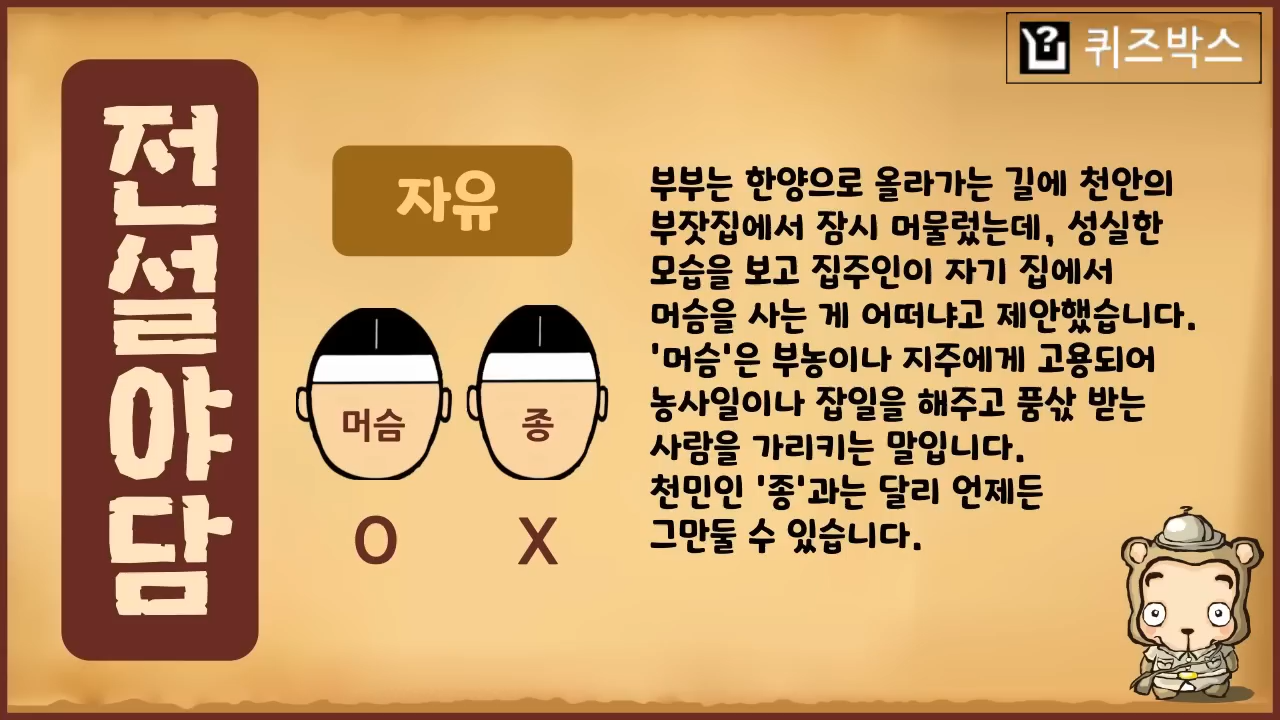 퀴즈박스
전설야담
자유
머슴
종
O
X
부부는 한양으로 올라가는 길에 천안의
부잣집에서 잠시 머물렀는데, 성실한
모습을 보고 집주인이 자기 집에서
머슴을 사는 게 어떠냐고 제안했습니다.
'머슴'은 부농이나 지주에게 고용되어
농사일이나 잡일을 해주고 품삯 받는
사람을 가리키는 말입니다.
천민인 '종'과는 달리 언제든
그만둘 수 있습니다.